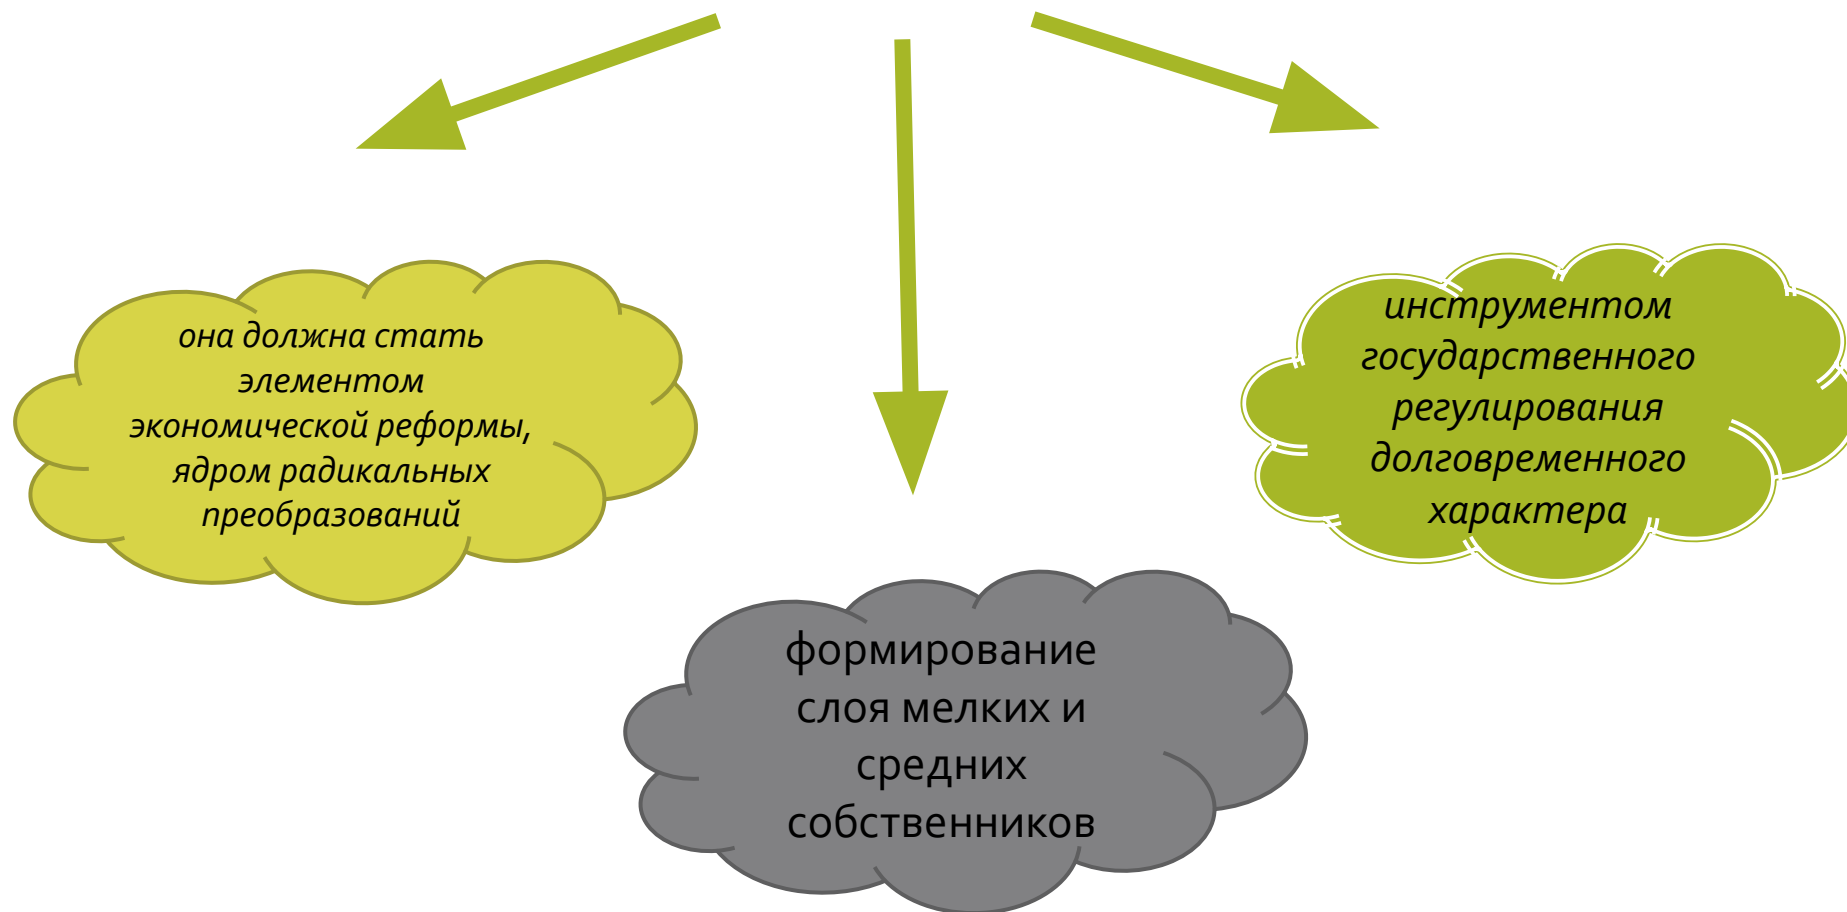 она должна стать
элементом
экономической реформы,
ядром радикальных
преобразований
формирование
слоя мелких и
средних
собственников
инструментом
государственного
регулирования
долговременного
характера